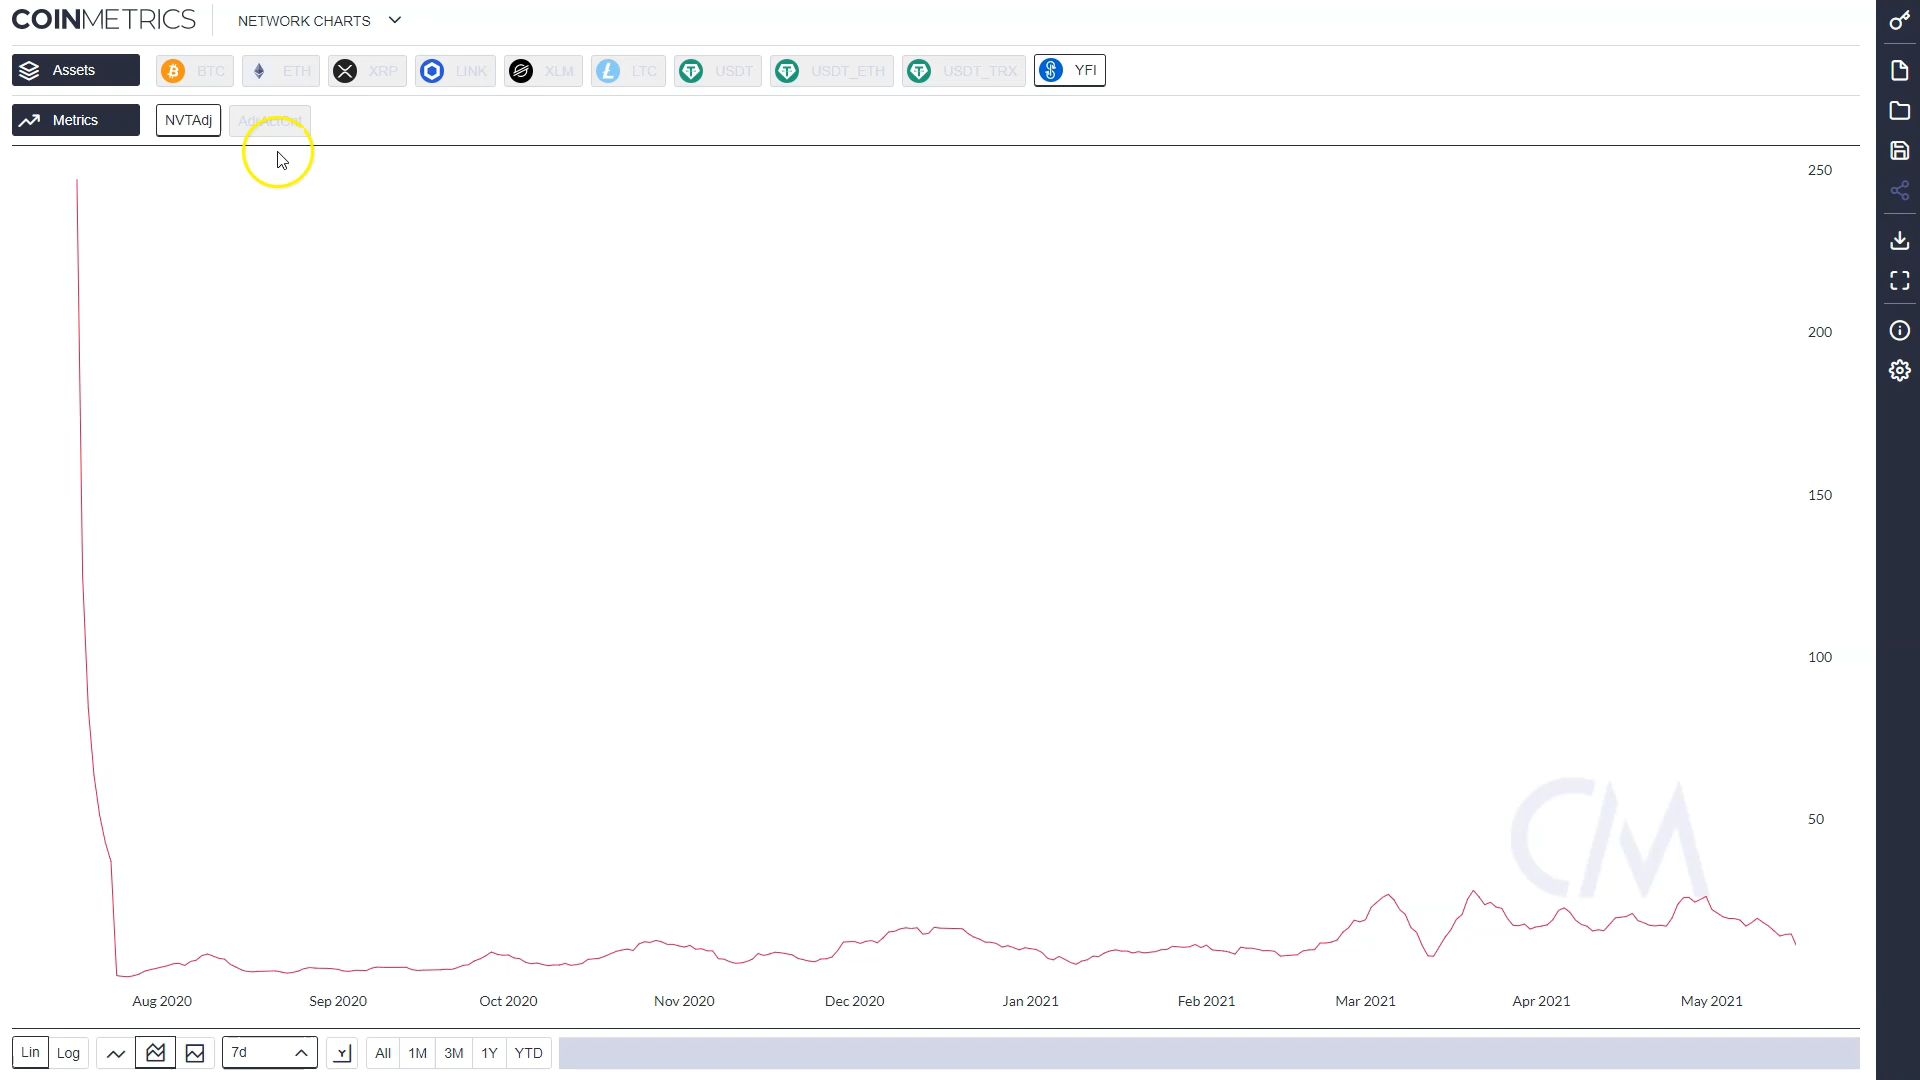 COINMETRICS NETWORK CHARTS
Assets BTC ETH XRP LINK XLM LTC USDT USDT_ETH USDT_TRX YFI
Metrics NVTAdj AdrActCnt
250
200
150
100
50
CM
Aug 2020 Sep 2020 Oct 2020 Nov 2020 Dec 2020 Jan 2021 Feb 2021 Mar 2021 Apr 2021 May 2021
Lin Log 7d All 1M 3M 1Y YTD